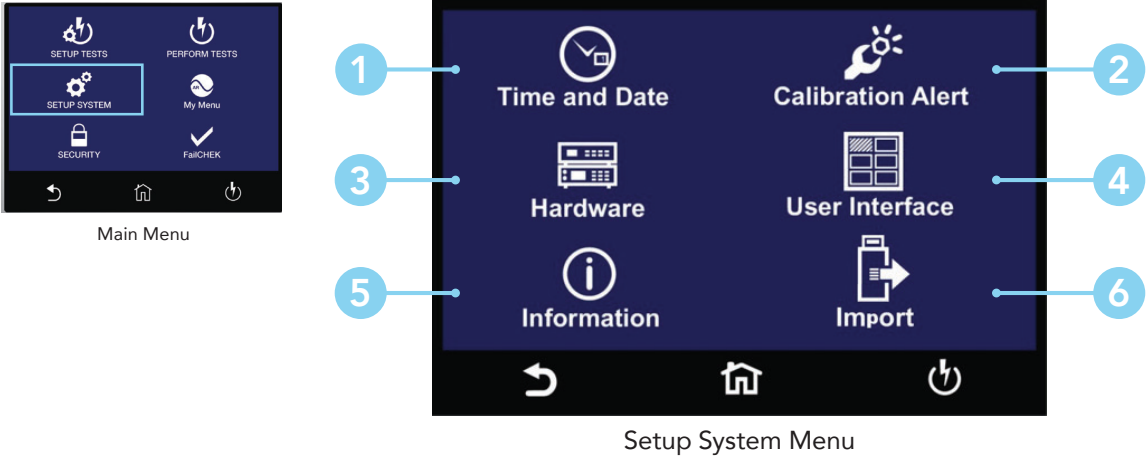 SETUP TESTS
PERFORM TESTS
SETUP SYSTEM
AR
My Menu
SECURITY
FailCHEK
Main Menu
1
Time and Date
Calibration Alert
2
3
Hardware
User Interface
4
5
Information
Import
6
Setup System Menu